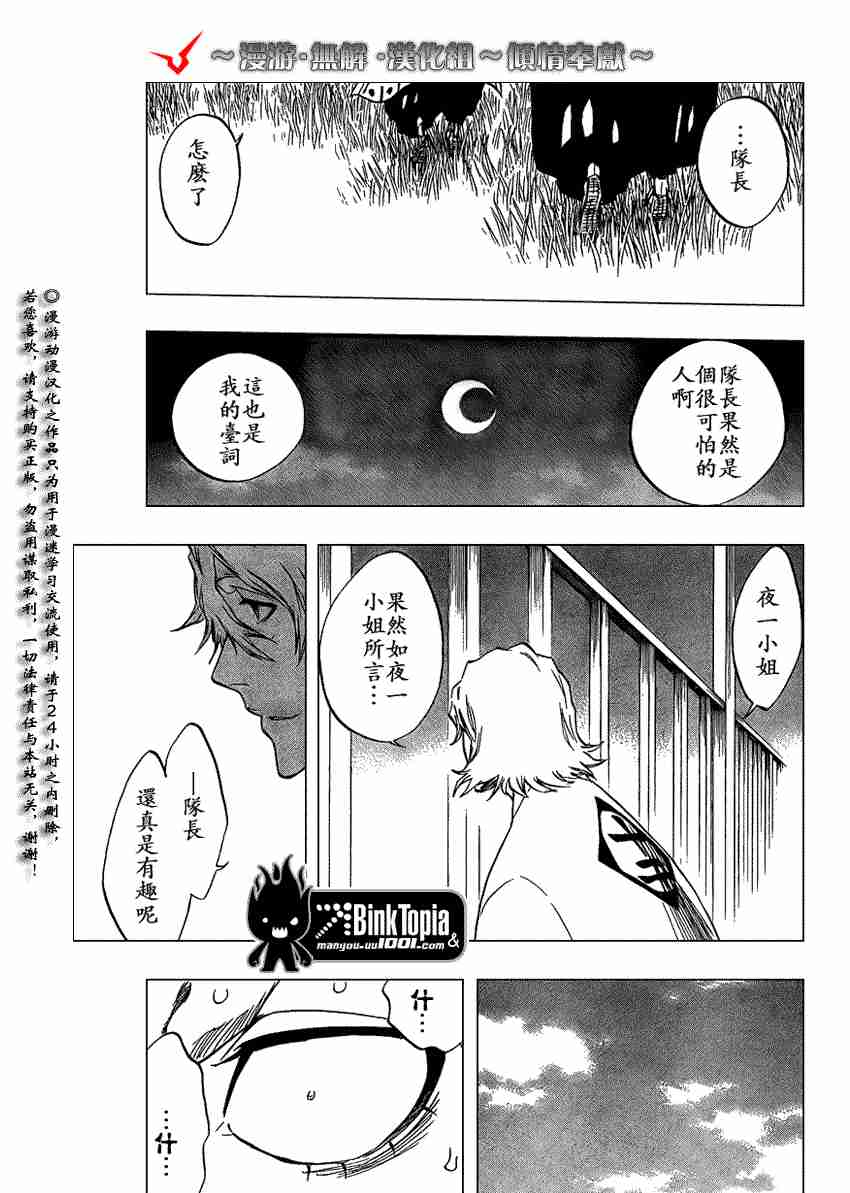 ～漫游·無解·漢化組～傾情奉獻～
…隊長
怎麼了
隊長果然是
個很可怕的
人啊
這也是
我的臺詞
夜一小姐
果然如夜一
小姐所言…
—隊長
還真是有趣呢
BinkTopia
manyou-uu1001.com &
什…
…什
◎漫游动漫汉化之作品只为用于漫迷学习交流使用，请于24小时之内删除，
若您喜欢，请支持购买正版，勿盗用谋取私利，一切法律责任与本站无关，谢谢！